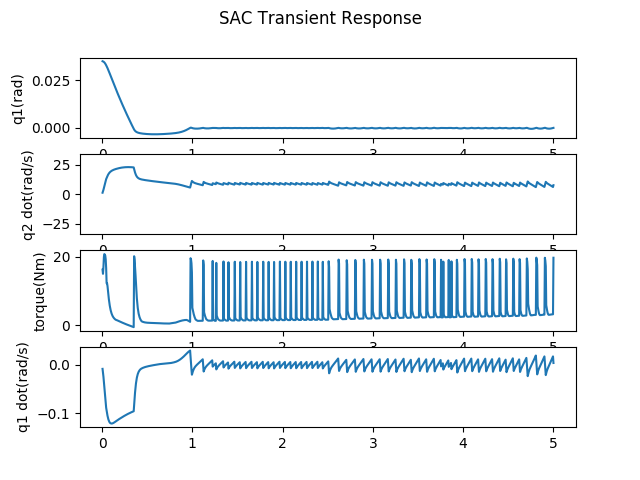 SAC Transient Response
q1(rad)
0.025
0.000
0 1 2 3 4 5
q2 dot(rad/s)
25
0
−25
0 1 2 3 4 5
torque(Nm)
20
0
0 1 2 3 4 5
q1 dot(rad/s)
0.0
−0.1
0 1 2 3 4 5